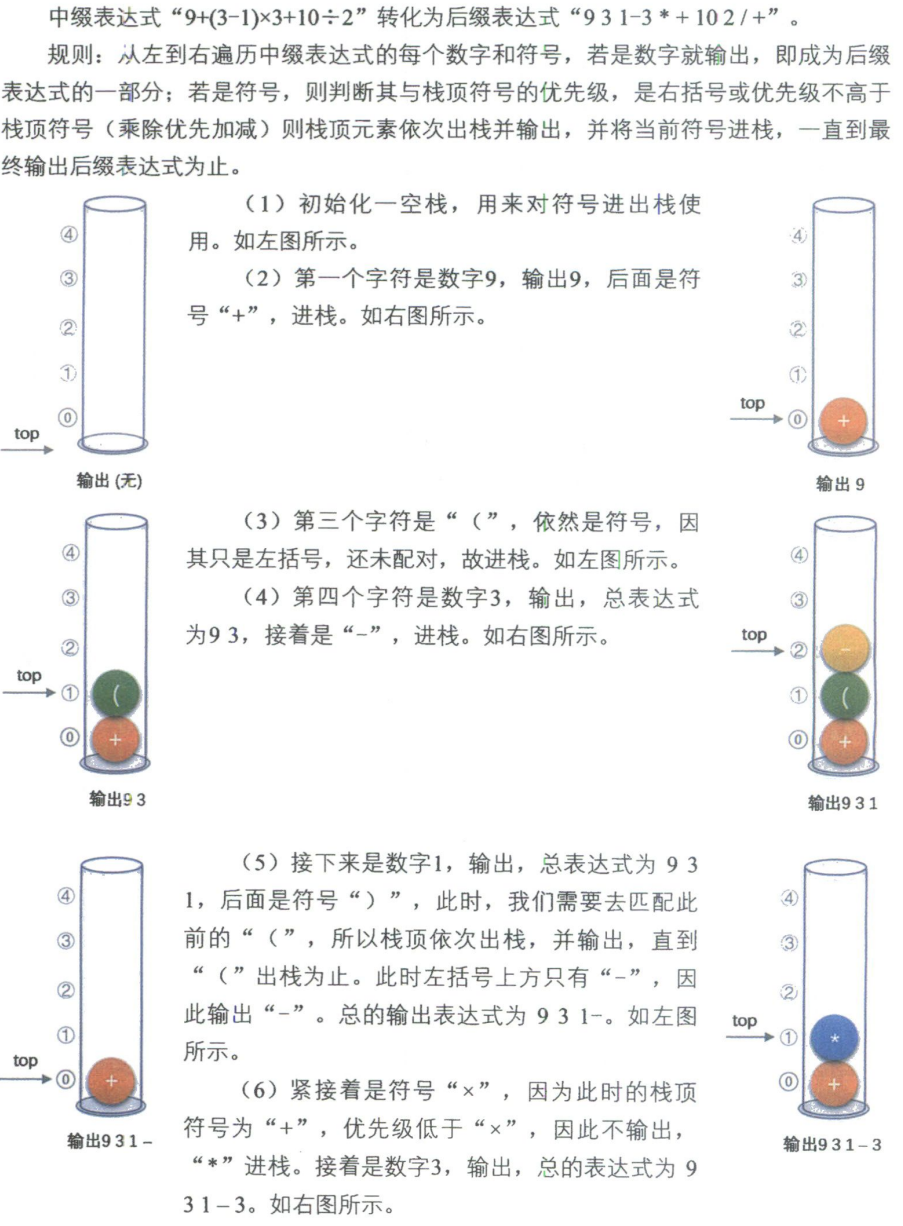 中缀表达式“9+(3−1)×3+10÷2”转化为后缀表达式“9 3 1−3 * + 10 2 / +”。
规则：从左到右遍历中缀表达式的每个数字和符号，若是数字就输出，即成为后缀
表达式的一部分；若是符号，则判断其与栈顶符号的优先级，是右括号或优先级不高于
栈顶符号（乘除优先加减）则栈顶元素依次出栈并输出，并将当前符号进栈，一直到最
终输出后缀表达式为止。
（1）初始化一空栈，用来对符号进出栈使
用。如左图所示。
（2）第一个字符是数字9，输出9，后面是符
号“+”，进栈。如右图所示。
④
③
②
①
⓪
top
输出 (无)
④
③
②
①
⓪
top
+
输出 9
（3）第三个字符是“（”，依然是符号，因
其只是左括号，还未配对，故进栈。如左图所示。
（4）第四个字符是数字3，输出，总表达式
为9 3，接着是“−”，进栈。如右图所示。
④
③
②
top
①
(
⓪
+
输出9 3
④
③
top
②
−
①
(
⓪
+
输出9 3 1
（5）接下来是数字1，输出，总表达式为 9 3
1，后面是符号“）”，此时，我们需要去匹配此
前的“（”，所以栈顶依次出栈，并输出，直到
“（”出栈为止。此时左括号上方只有“−”，因
此输出“−”。总的输出表达式为 9 3 1−。如左图
所示。
（6）紧接着是符号“×”，因为此时的栈顶
符号为“+”，优先级低于“×”，因此不输出，
“*”进栈。接着是数字3，输出，总的表达式为 9
3 1 – 3。如右图所示。
④
③
②
①
top
⓪
+
输出9 3 1 –
④
③
②
top
①
*
⓪
+
输出9 3 1 – 3